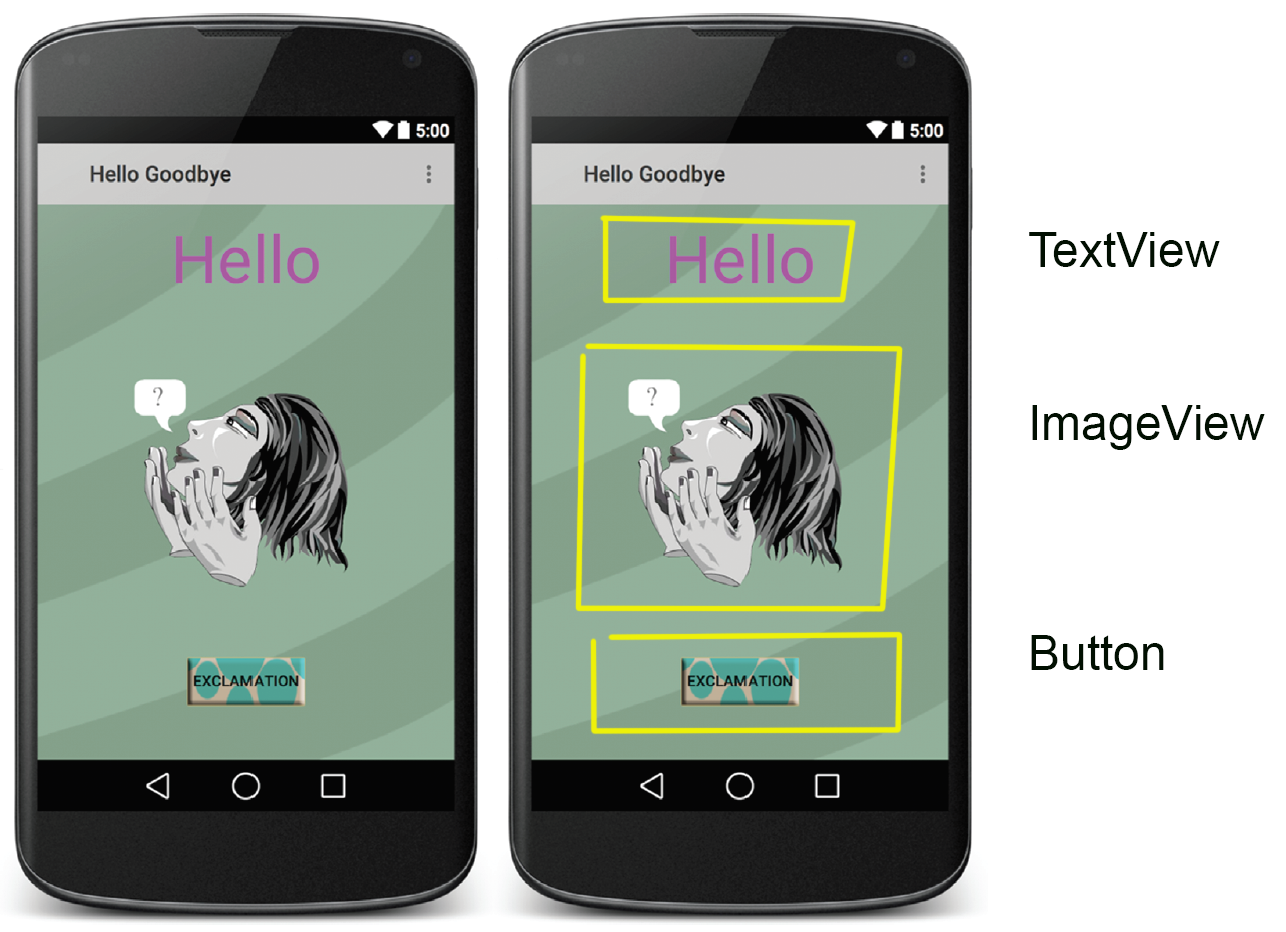 5:00
Hello Goodbye
Hello
?
EXCLAMATION
5:00
Hello Goodbye
Hello
?
EXCLAMATION
TextView
ImageView
Button